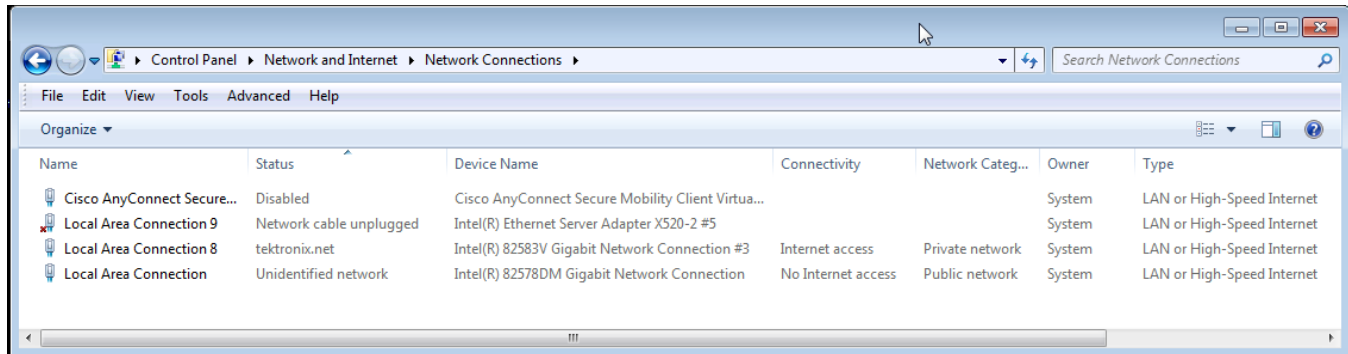 Control Panel Network and Internet Network Connections Search Network Connections
File Edit View Tools Advanced Help
Organize
Name Status Device Name Connectivity Network Categ... Owner Type
Cisco AnyConnect Secure... Disabled Cisco AnyConnect Secure Mobility Client Virtua... System LAN or High-Speed Internet
Local Area Connection 9 Network cable unplugged Intel(R) Ethernet Server Adapter X520-2 #5 System LAN or High-Speed Internet
Local Area Connection 8 tektronix.net Intel(R) 82583V Gigabit Network Connection #3 Internet access Private network System LAN or High-Speed Internet
Local Area Connection Unidentified network Intel(R) 82578DM Gigabit Network Connection No Internet access Public network System LAN or High-Speed Internet